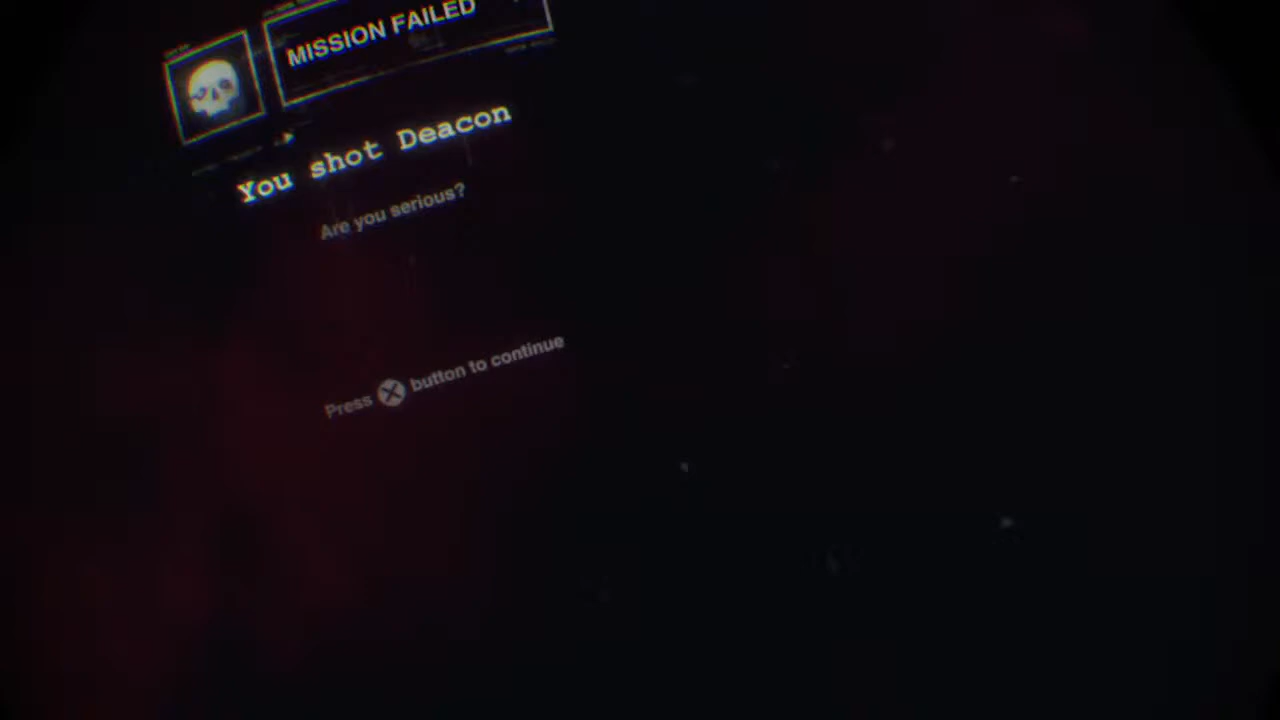 MISSION FAILED
You shot Deacon
Are you serious?
Press ⓧ button to continue